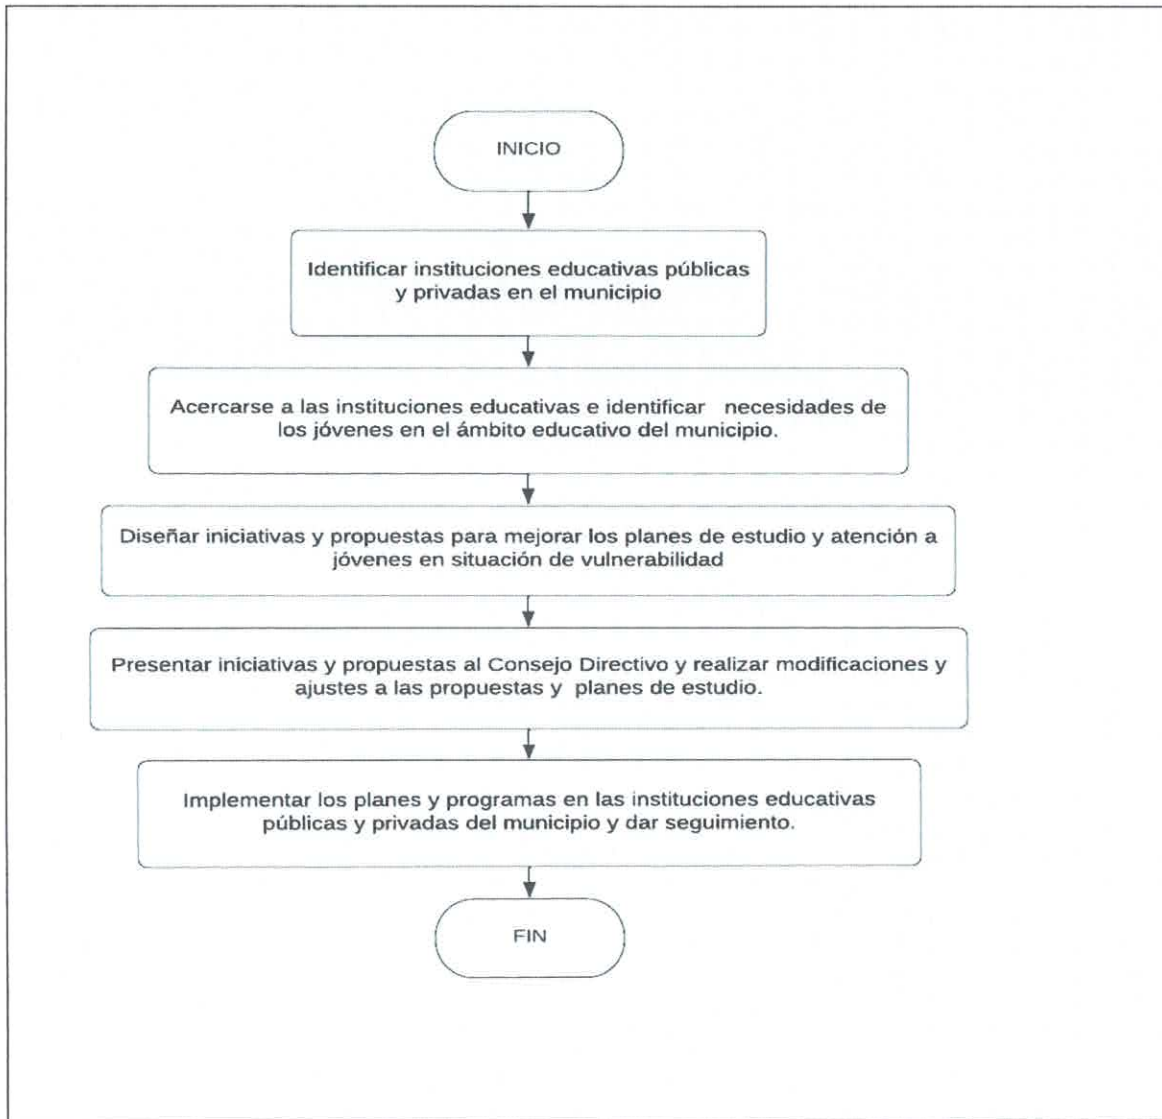 INICIO
Identificar instituciones educativas públicas
y privadas en el municipio
Acercarse a las instituciones educativas e identificar necesidades de
los jóvenes en el ámbito educativo del municipio.
Diseñar iniciativas y propuestas para mejorar los planes de estudio y atención a
jóvenes en situación de vulnerabilidad
Presentar iniciativas y propuestas al Consejo Directivo y realizar modificaciones y
ajustes a las propuestas y planes de estudio.
Implementar los planes y programas en las instituciones educativas
públicas y privadas del municipio y dar seguimiento.
FIN